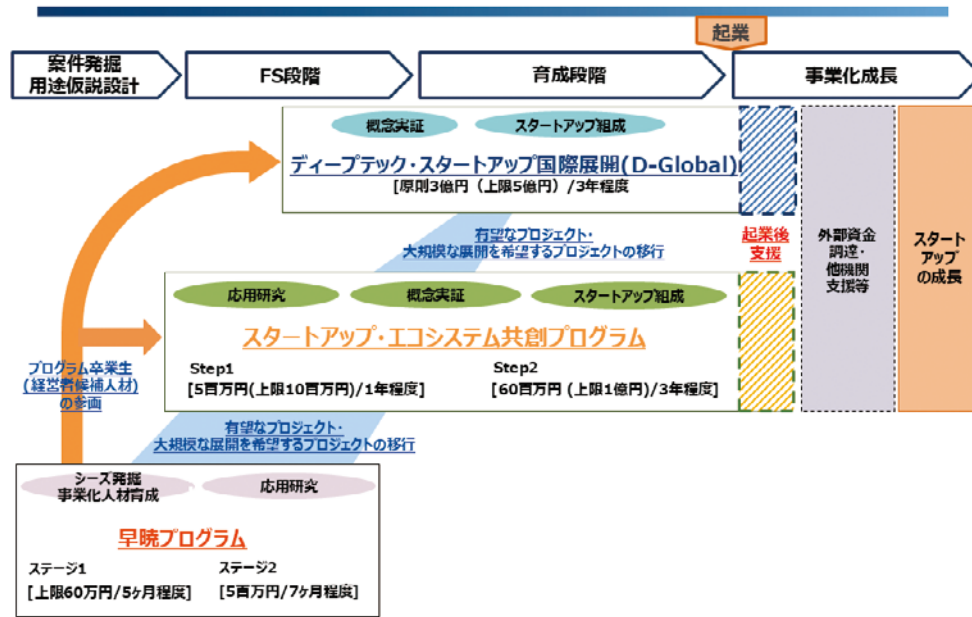 起業
案件発掘
用途仮説設計
FS段階
育成段階
事業化成長
概念実証
スタートアップ組成
ディープテック・スタートアップ国際展開(D-Global)
[原則3億円（上限5億円）/3年程度
有望なプロジェクト・
大規模な展開を希望するプロジェクトの移行
起業後
支援
外部資金
調達・
他機関
支援等
スタート
アップ
の成長
応用研究
概念実証
スタートアップ組成
スタートアップ・エコシステム共創プログラム
Step1
[5百万円(上限10百万円)/1年程度]
Step2
[60百万円 (上限1億円)/3年程度]
プログラム卒業生
(経営者候補人材)
の参画
有望なプロジェクト・
大規模な展開を希望するプロジェクトの移行
シーズ発掘
事業化人材育成
応用研究
早暁プログラム
ステージ1
[上限60万円/5ヶ月程度]
ステージ2
[5百万円/7ヶ月程度]